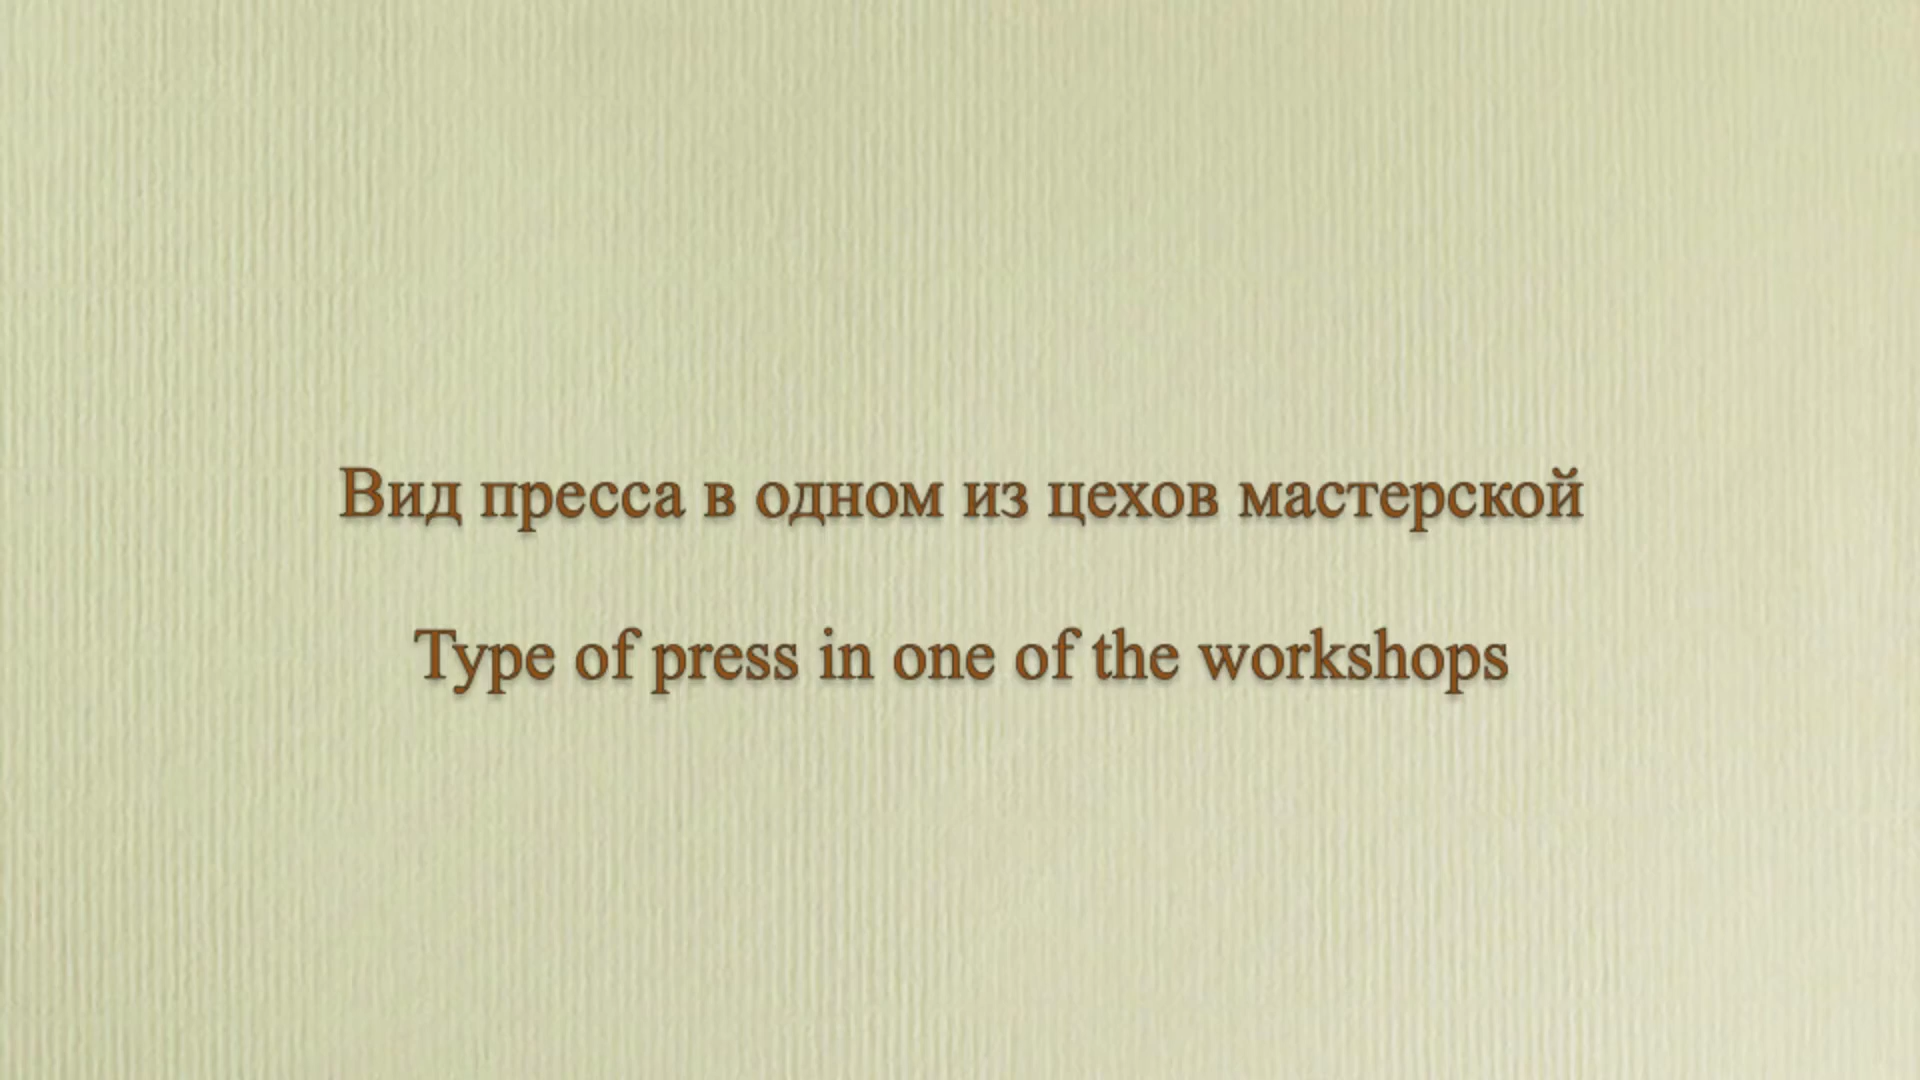 Вид пресса в одном из цехов мастерской
Type of press in one of the workshops